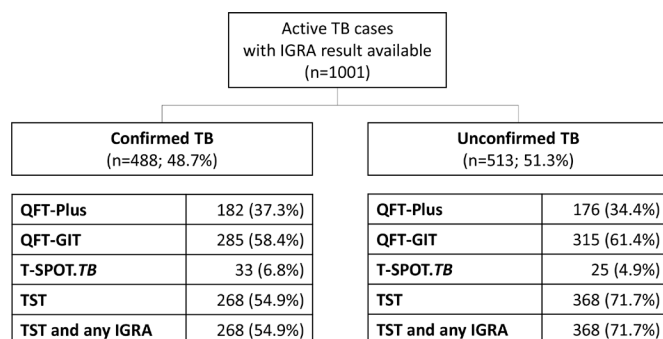 Active TB cases
with IGRA result available
(n=1001)
Confirmed TB
(n=488; 48.7%)
QFT-Plus 182 (37.3%)
QFT-GIT 285 (58.4%)
T-SPOT.TB 33 (6.8%)
TST 268 (54.9%)
TST and any IGRA 268 (54.9%)
Unconfirmed TB
(n=513; 51.3%)
QFT-Plus 176 (34.4%)
QFT-GIT 315 (61.4%)
T-SPOT.TB 25 (4.9%)
TST 368 (71.7%)
TST and any IGRA 368 (71.7%)